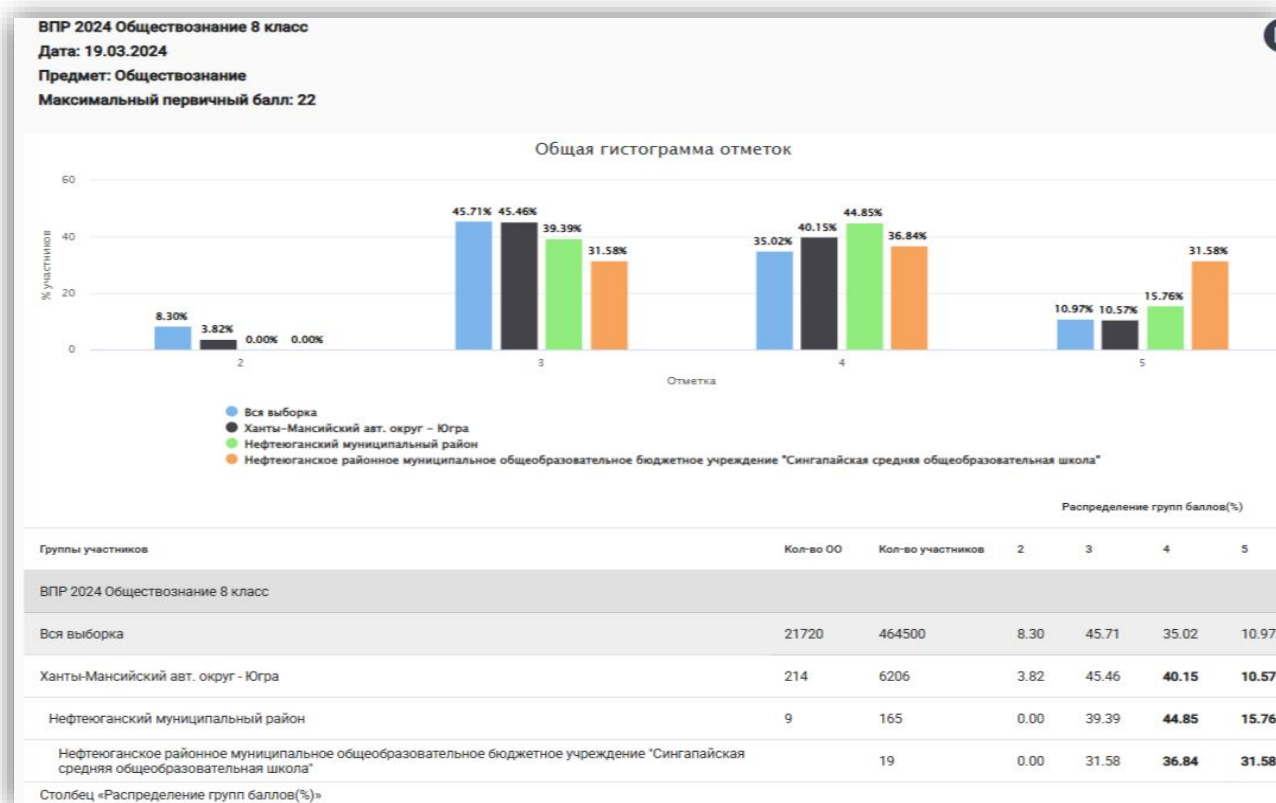 ВПР 2024 Обществознание 8 класс
Дата: 19.03.2024
Предмет: Обществознание
Максимальный первичный балл: 22
Общая гистограмма отметок
% участников
60
40
20
0
8.30% 3.82% 0.00% 0.00%
45.71% 45.46% 39.39% 31.58%
35.02% 40.15% 44.85% 36.84%
10.97% 10.57% 15.76% 31.58%
2 3 4 5
Отметка
Вся выборка
Ханты-Мансийский авт. округ - Югра
Нефтеюганский муниципальный район
Нефтеюганское районное муниципальное общеобразовательное бюджетное учреждение "Сингапайская средняя общеобразовательная школа"
Распределение групп баллов(%)
Группы участников Кол-во ОО Кол-во участников 2 3 4 5
ВПР 2024 Обществознание 8 класс
Вся выборка 21720 464500 8.30 45.71 35.02 10.97
Ханты-Мансийский авт. округ - Югра 214 6206 3.82 45.46 40.15 10.57
Нефтеюганский муниципальный район 9 165 0.00 39.39 44.85 15.76
Нефтеюганское районное муниципальное общеобразовательное бюджетное учреждение "Сингапайская
средняя общеобразовательная школа" 19 0.00 31.58 36.84 31.58
Столбец «Распределение групп баллов(%)»